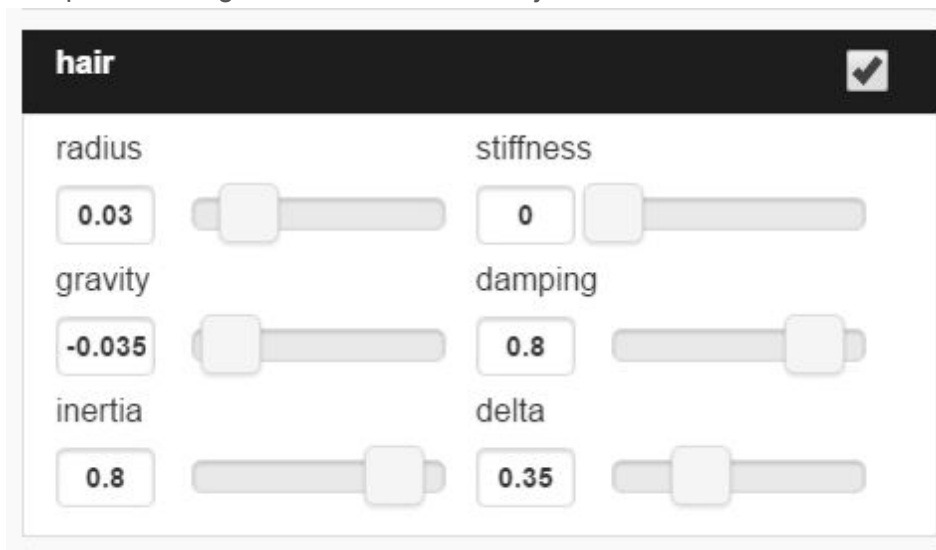 hair
radius stiffness
0.03 0
gravity damping
-0.035 0.8
inertia delta
0.8 0.35